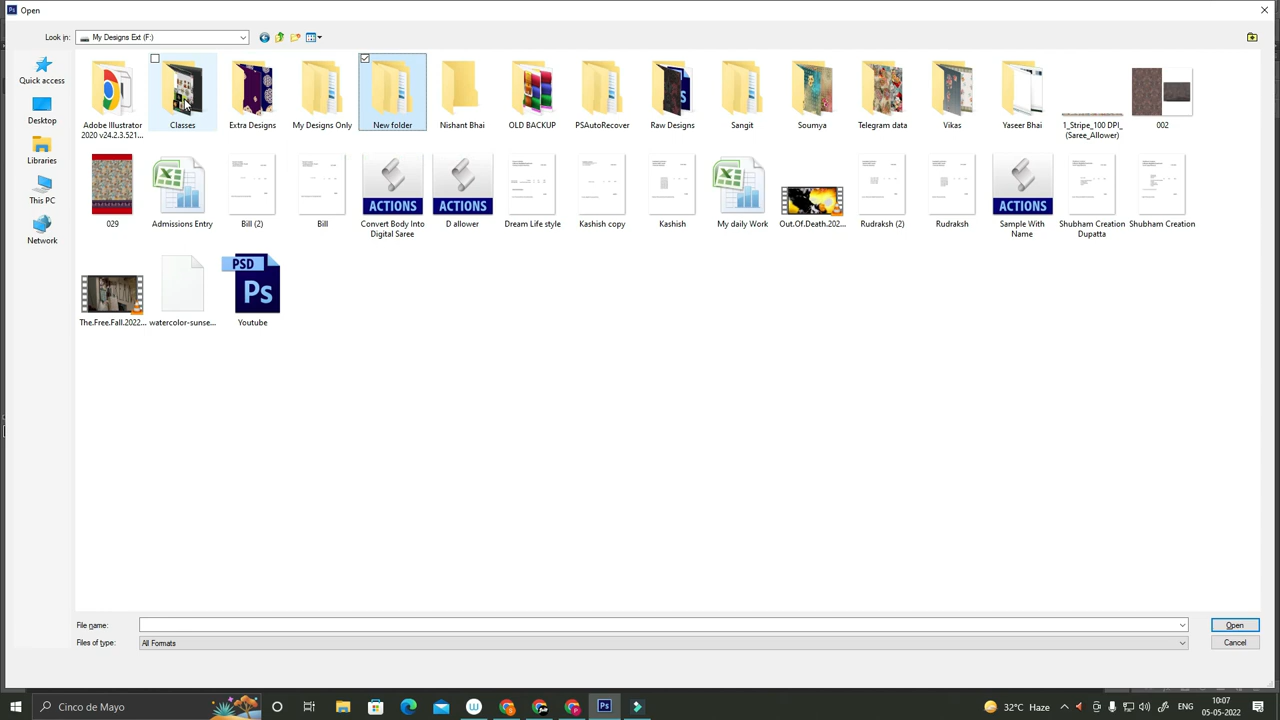 Open
Look in: My Designs Ext (F:)
Quick access
Desktop
Libraries
This PC
Network
Adobe Illustrator 2020 v24.2.3.521...
Classes
Extra Designs
My Designs Only
New folder
Nishant Bhai
OLD BACKUP
PSAutoRecover
Raw Designs
Sangit
Soumya
Telegram data
Vikas
Yaseer Bhai
1_Stripe_100 DPI_(Saree_Allower)
002
029
Admissions Entry
Bill (2)
Bill
ACTIONS
Convert Body Into Digital Saree
ACTIONS
D allower
Dream Life style
Kashish copy
Kashish
My daily Work
Out.Of.Death.202...
Rudraksh (2)
Rudraksh
ACTIONS
Sample With Name
Shubham Creation Dupatta
Shubham Creation
The.Free.Fall.2022...
watercolor-sunse...
PSD
Ps
Youtube
File name:
Open
Files of type: All Formats
Cancel
Cinco de Mayo
32°C Haze
ENG
10:07
05-05-2022